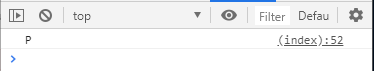 top
Filter
Defau
P
(index):52